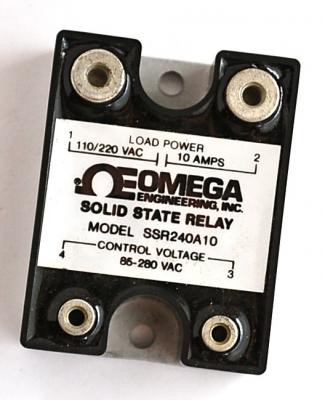 1 LOAD POWER 2
110/220 VAC 10 AMPS
OMEGA
ENGINEERING, INC.
SOLID STATE RELAY
MODEL SSR240A10
4 CONTROL VOLTAGE 3
85-280 VAC